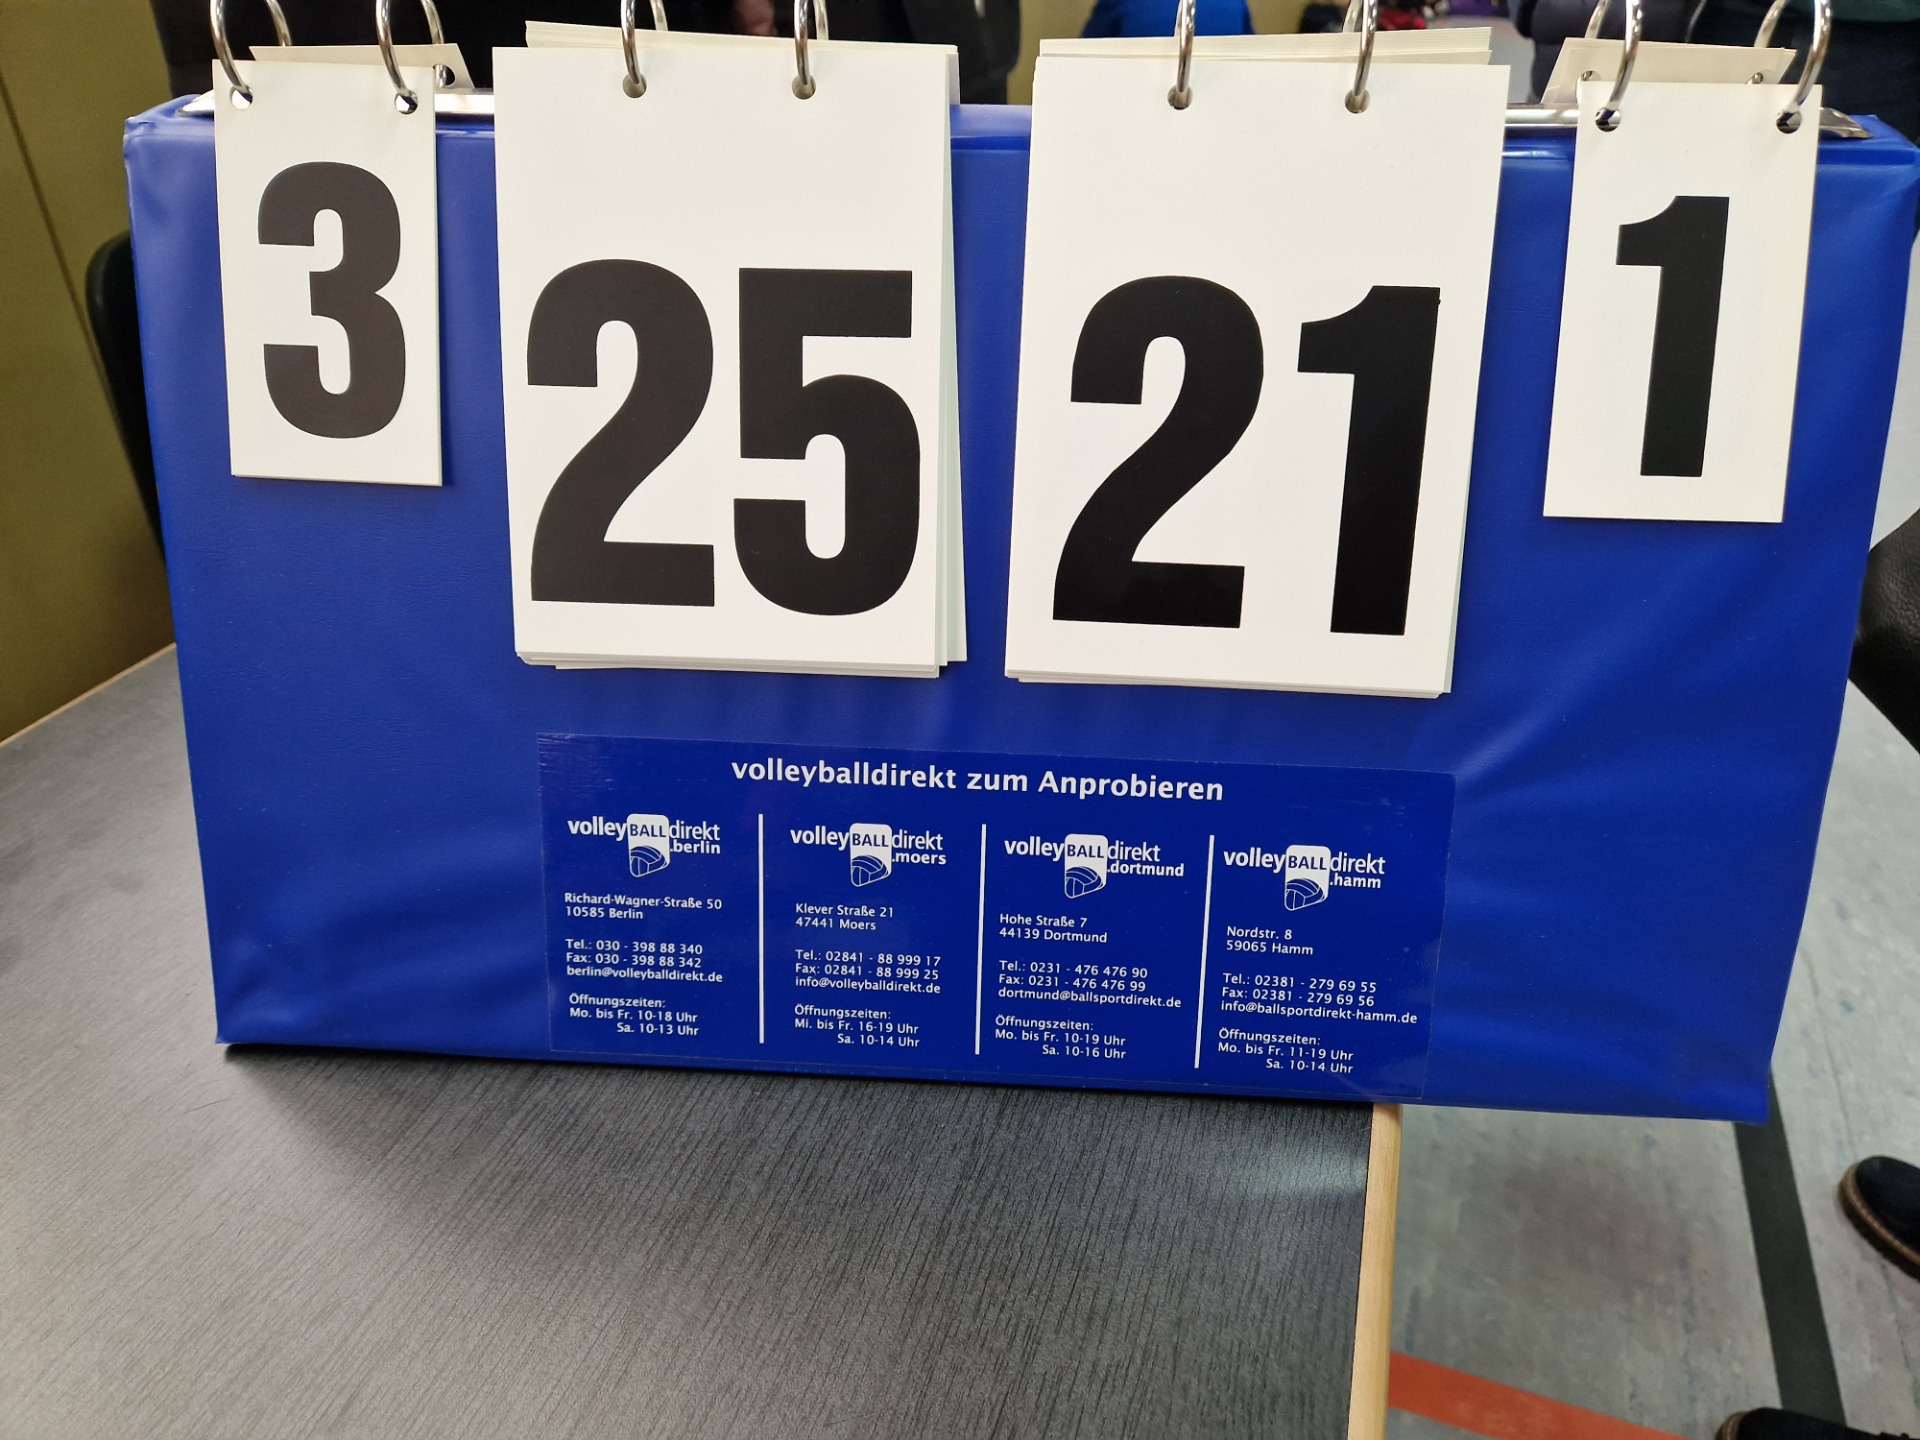 3 25 21 1
volleyballdirekt zum Anprobieren
volleyBALLdirekt
.berlin
Richard-Wagner-Straße 50
10585 Berlin
Tel.: 030 - 398 88 340
Fax: 030 - 398 88 342
berlin@volleyballdirekt.de
Öffnungszeiten:
Mo. bis Fr. 10-18 Uhr
Sa. 10-13 Uhr
volleyBALLdirekt
.moers
Klever Straße 21
47441 Moers
Tel.: 02841 - 88 999 17
Fax: 02841 - 88 999 25
info@volleyballdirekt.de
Öffnungszeiten:
Mi. bis Fr. 16-19 Uhr
Sa. 10-14 Uhr
volleyBALLdirekt
.dortmund
Hohe Straße 7
44139 Dortmund
Tel.: 0231 - 476 476 90
Fax: 0231 - 476 476 99
dortmund@ballsportdirekt.de
Öffnungszeiten:
Mo. bis Fr. 10-19 Uhr
Sa. 10-16 Uhr
volleyBALLdirekt
.hamm
Nordstr. 8
59065 Hamm
Tel.: 02381 - 279 69 55
Fax: 02381 - 279 69 56
info@ballsportdirekt-hamm.de
Öffnungszeiten:
Mo. bis Fr. 11-19 Uhr
Sa. 10-14 Uhr